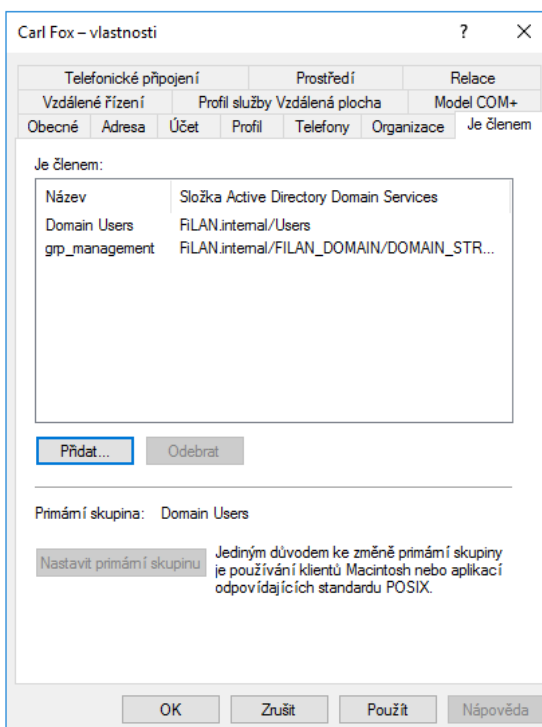 Carl Fox – vlastnosti
Telefonické připojení Prostředí Relace
Vzdálené řízení Profil služby Vzdálená plocha Model COM+
Obecné Adresa Účet Profil Telefony Organizace Je členem
Je členem:
Název Složka Active Directory Domain Services
Domain Users FiLAN.internal/Users
grp_management FiLAN.internal/FILAN_DOMAIN/DOMAIN_STR...
Přidat... Odebrat
Primární skupina: Domain Users
Nastavit primární skupinu
Jediným důvodem ke změně primární skupiny
je používání klientů Macintosh nebo aplikací
odpovídajících standardu POSIX.
OK Zrušit Použít Nápověda